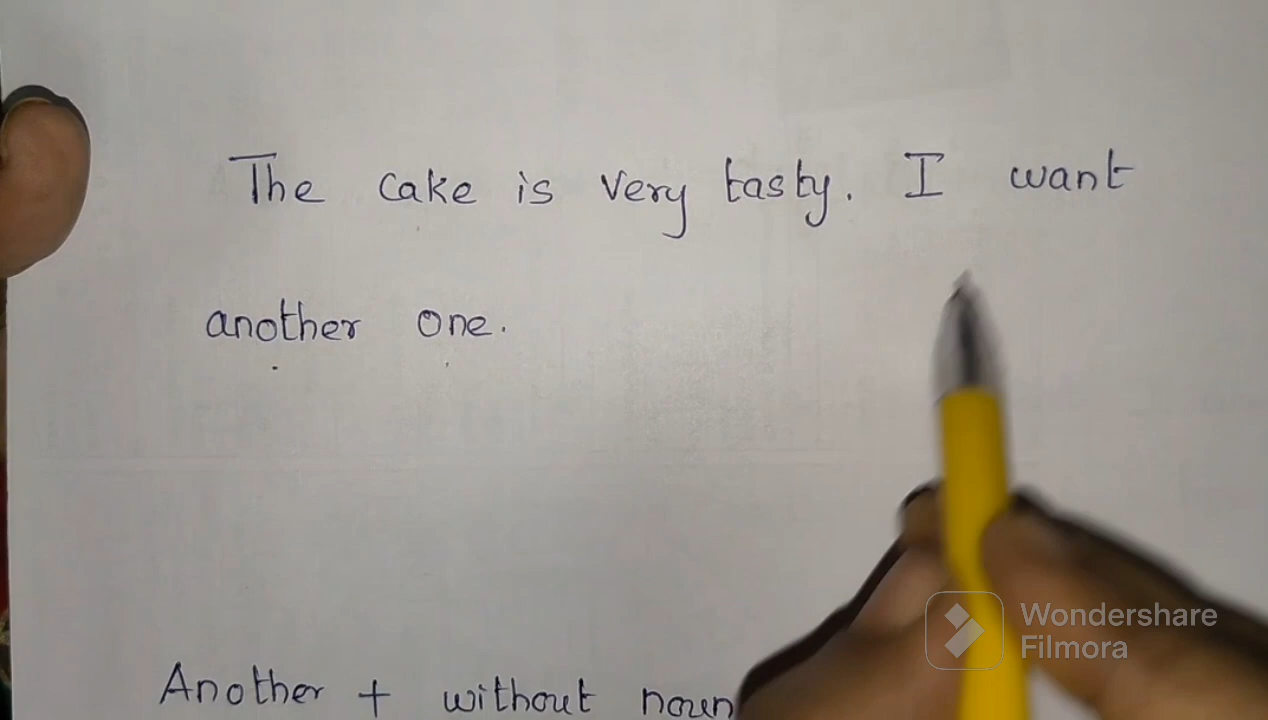 The cake is very tasty. I want
another one.
Another + without noun
Wondershare
Filmora